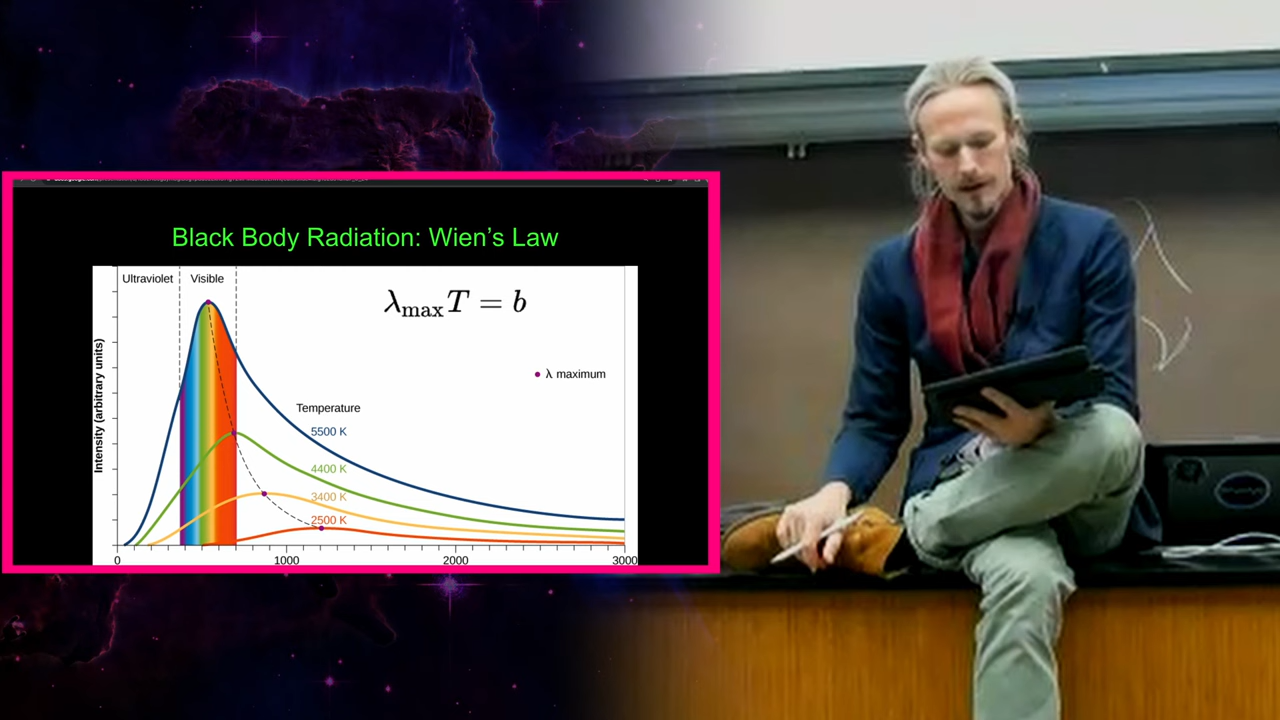 Black Body Radiation: Wien's Law
Ultraviolet Visible
λmax T = b
λ maximum
Intensity (arbitrary units)
Temperature
5500 K
4400 K
3400 K
2500 K
0 1000 2000 3000